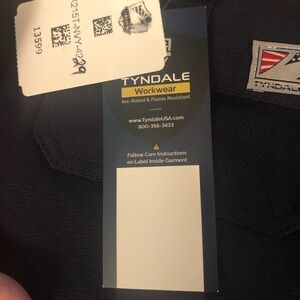 13599
TYNDALE
Workwear
Arc-Rated & Flame Resistant
www.TyndaleUSA.com
800-356-3433
Follow Care Instructions
on Label Inside Garment
TYNDALE